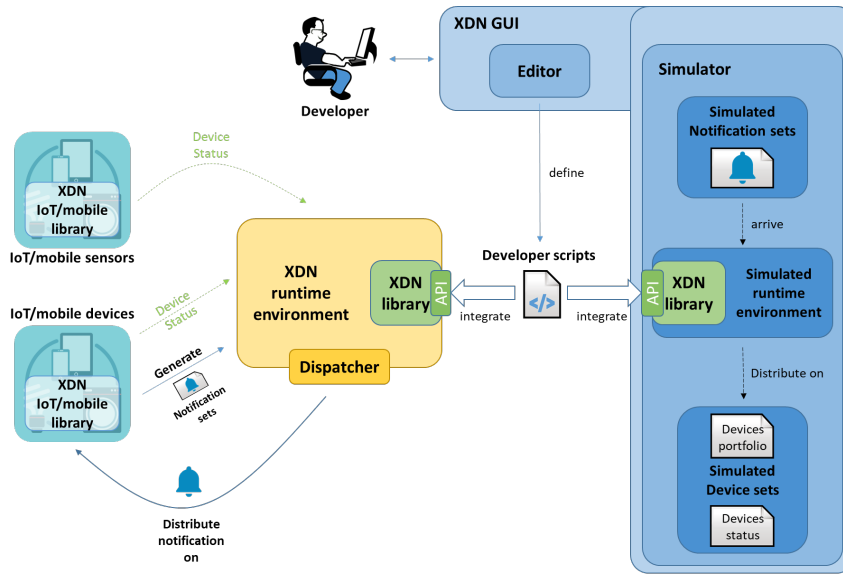 XDN GUI
Editor
Developer
Simulator
Simulated
Notification sets
arrive
Device
Status
XDN
IoT/mobile
library
IoT/mobile sensors
define
Developer scripts
</>
XDN
runtime
environment
XDN
library
API
integrate
integrate
API
XDN
library
Simulated
runtime
environment
IoT/mobile devices
Device
Status
Generate
Notification
sets
XDN
IoT/mobile
library
Dispatcher
Distribute on
Devices
portfolio
Simulated
Device sets
Devices
status
Distribute
notification
on